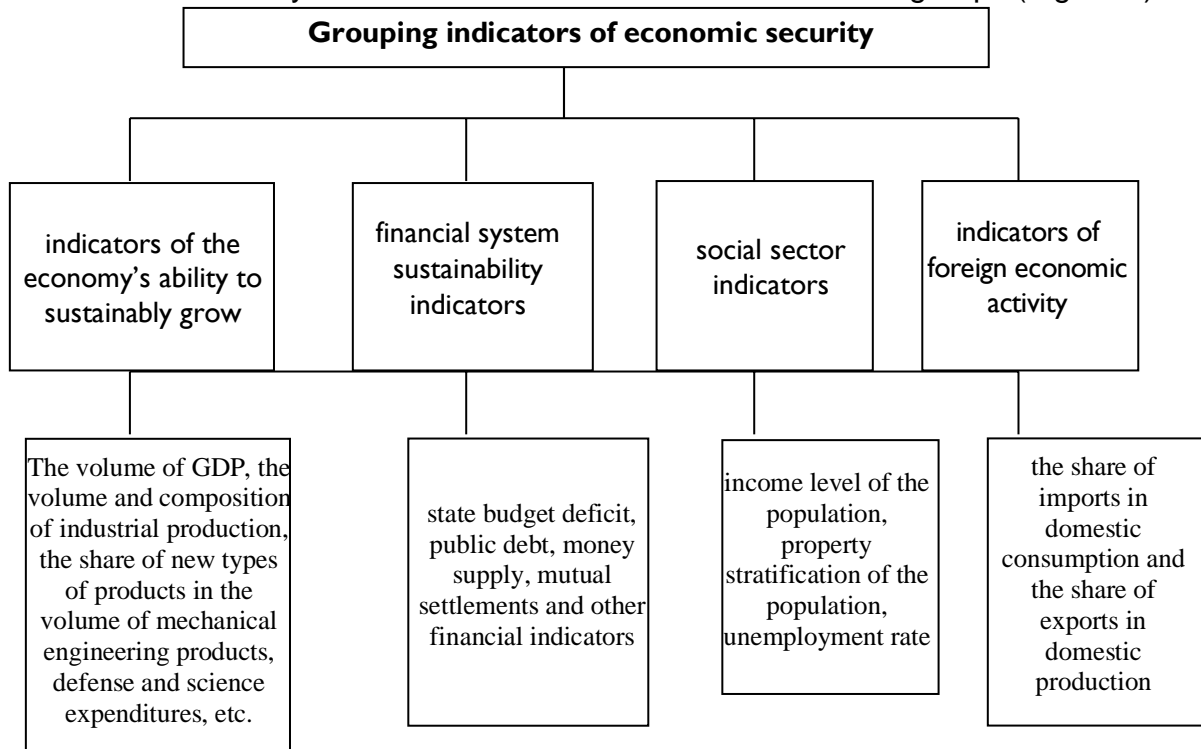 Grouping indicators of economic security
indicators of the
economy's ability to
sustainably grow
financial system
sustainability
indicators
social sector
indicators
indicators of
foreign economic
activity
The volume of GDP, the
volume and composition
of industrial production,
the share of new types
of products in the
volume of mechanical
engineering products,
defense and science
expenditures, etc.
state budget deficit,
public debt, money
supply, mutual
settlements and other
financial indicators
income level of the
population,
property
stratification of the
population,
unemployment rate
the share of
imports in
domestic
consumption and
the share of
exports in
domestic
production